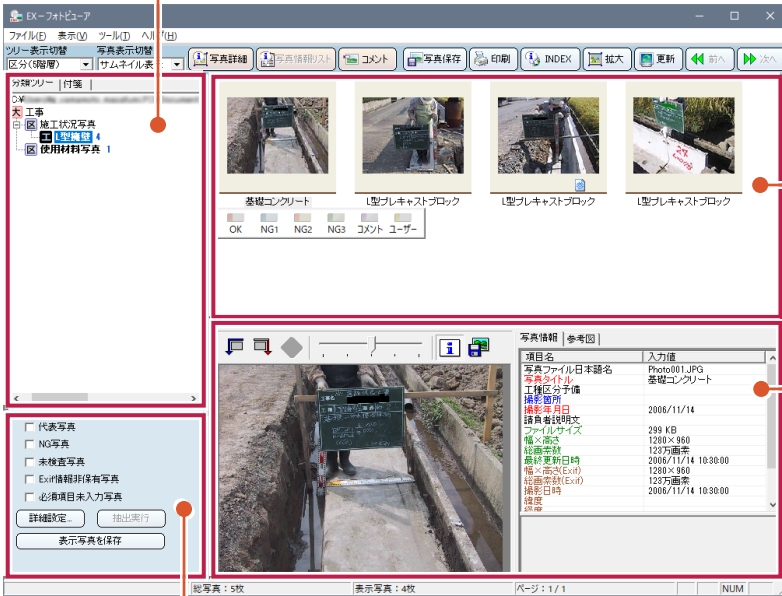 EX-フォトビューア
ファイル(F) 表示(V) ツール(T) ヘルプ(H)
ツリー表示切替 写真表示切替
区分(5階層) サムネイル表
写真詳細 写真情報リスト コメント 写真保存 印刷 INDEX 拡大 更新 前へ 次へ
分類ツリー 付箋
大 工事
区 施工状況写真
工 L型擁壁 4
区 使用材料写真 1
基礎コンクリート L型プレキャストブロック L型プレキャストブロック L型プレキャストブロック
OK NG1 NG2 NG3 コメント ユーザー
写真情報 参考図
項目名 入力値
写真ファイル日本語名 Photo001.JPG
写真タイトル 基礎コンクリート
工種区分予備
撮影箇所
撮影年月日 2006/11/14
請負者説明文
ファイルサイズ 299 KB
幅×高さ 1280×960
総画素数 123万画素
最終更新日時 2006/11/14 10:30:00
幅×高さ(Exif) 1280×960
総画素数(Exif) 123万画素
撮影日時 2006/11/14 10:30:00
緯度
経度
代表写真
NG写真
未検査写真
Exif情報非保有写真
必須項目未入力写真
詳細設定... 抽出実行
表示写真を保存
総写真：5枚 表示写真：4枚 ページ：1/1 NUM